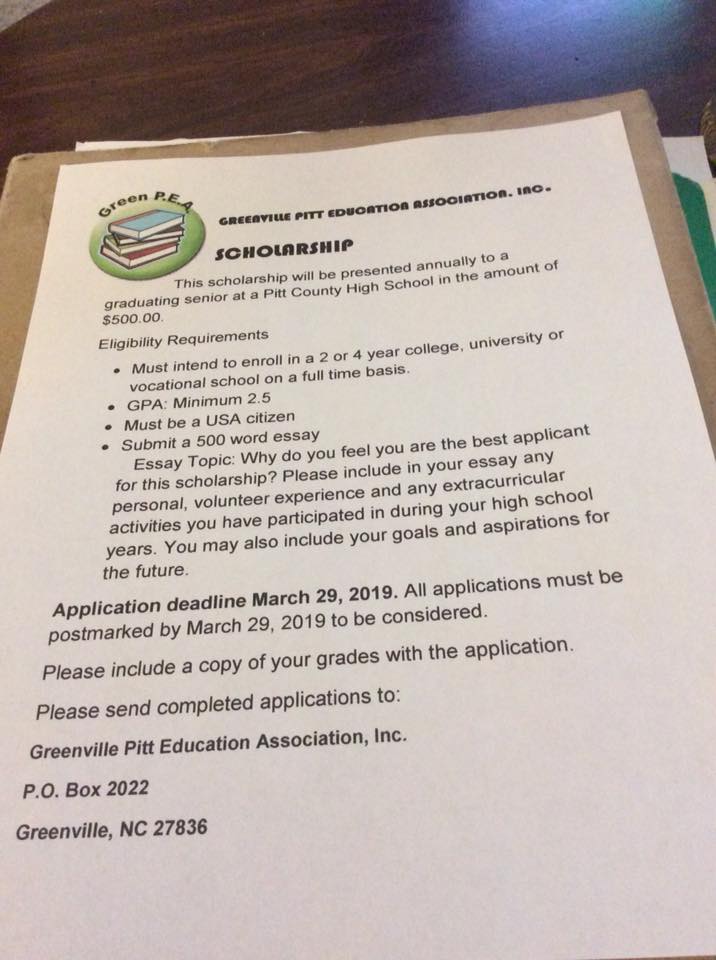 Green P.E.A
GREENVILLE PITT EDUCATION ASSOCIATION. INC.
SCHOLARSHIP
This scholarship will be presented annually to a
graduating senior at a Pitt County High School in the amount of
$500.00.
Eligibility Requirements
• Must intend to enroll in a 2 or 4 year college, university or
vocational school on a full time basis.
• GPA: Minimum 2.5
• Must be a USA citizen
• Submit a 500 word essay
Essay Topic: Why do you feel you are the best applicant
for this scholarship? Please include in your essay any
personal, volunteer experience and any extracurricular
activities you have participated in during your high school
years. You may also include your goals and aspirations for
the future.
Application deadline March 29, 2019. All applications must be
postmarked by March 29, 2019 to be considered.
Please include a copy of your grades with the application.
Please send completed applications to:
Greenville Pitt Education Association, Inc.
P.O. Box 2022
Greenville, NC 27836